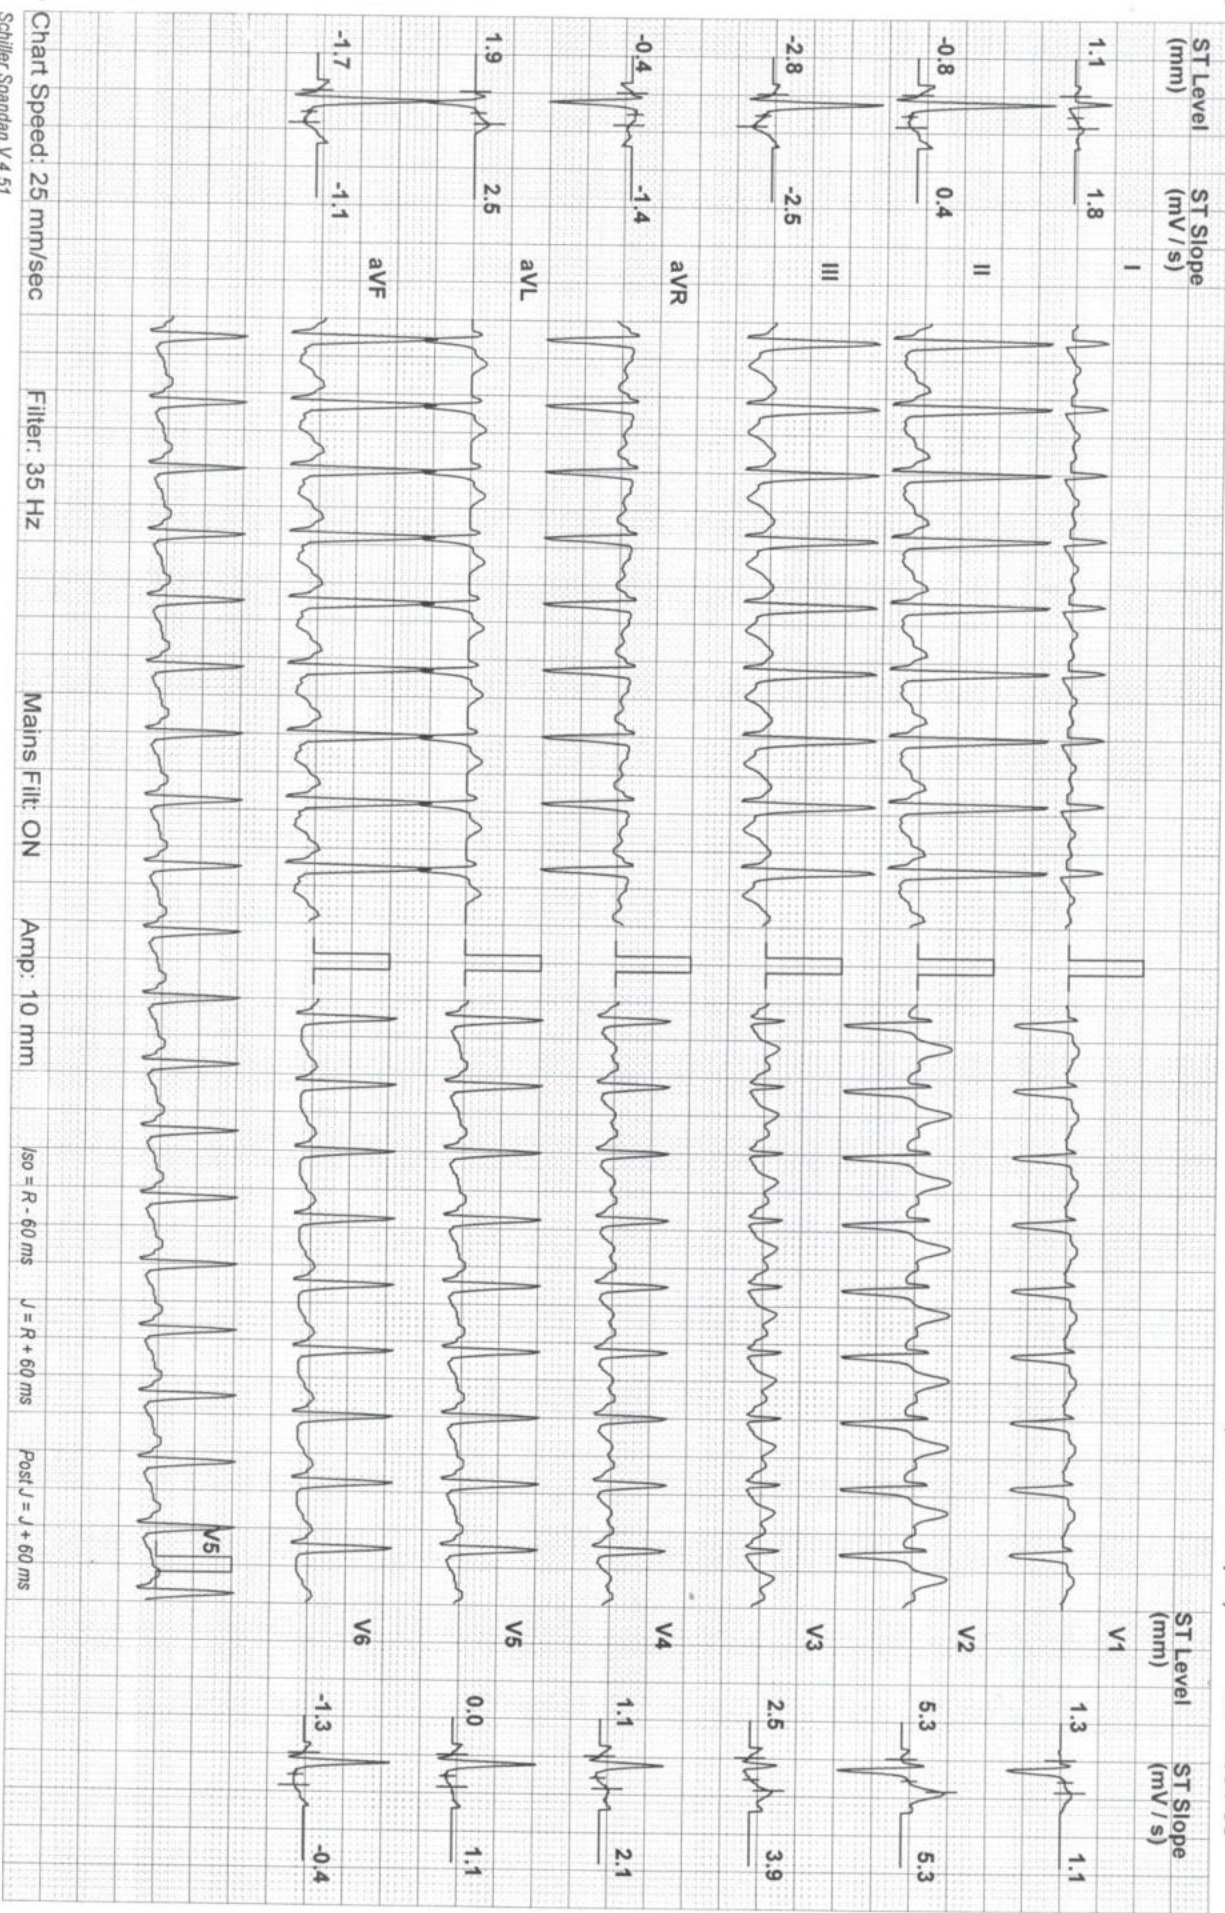 ST Level ST Slope
(mm) (mV / s)
ST Level ST Slope
(mm) (mV / s)
I
1.1 1.8
V1
1.3 1.1
II
-0.8 0.4
V2
5.3 5.3
III
-2.8 -2.5
V3
2.5 3.9
aVR
-0.4 -1.4
V4
1.1 2.1
aVL
1.9 2.5
V5
0.0 1.1
aVF
-1.7 -1.1
V6
-1.3 -0.4
V5
Chart Speed: 25 mm/sec Filter: 35 Hz Mains Filt: ON Amp: 10 mm Iso = R - 60 ms J = R + 60 ms Post J = J + 60 ms
Schiller Spandan V 4.51